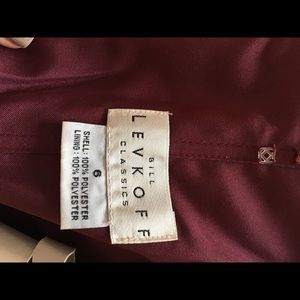 BILL
LEVKOFF
CLASSICS
6
SHELL: 100% POLYESTER
LINING: 100% POLYESTER